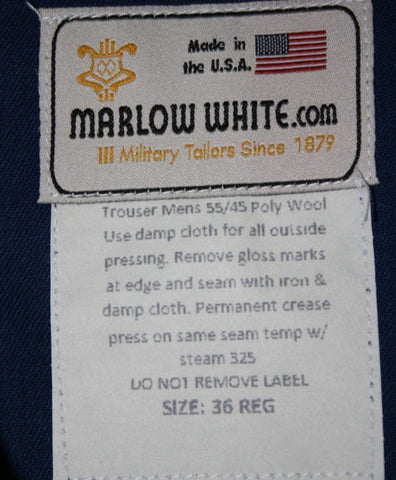 Made in
the U.S.A.
MARLOW WHITE.com
Military Tailors Since 1879
Trouser Mens 55/45 Poly Wool
Use damp cloth for all outside
pressing. Remove gloss marks
at edge and seam with iron &
damp cloth. Permanent crease
press on same seam temp w/
steam 325
DO NOT REMOVE LABEL
SIZE: 36 REG